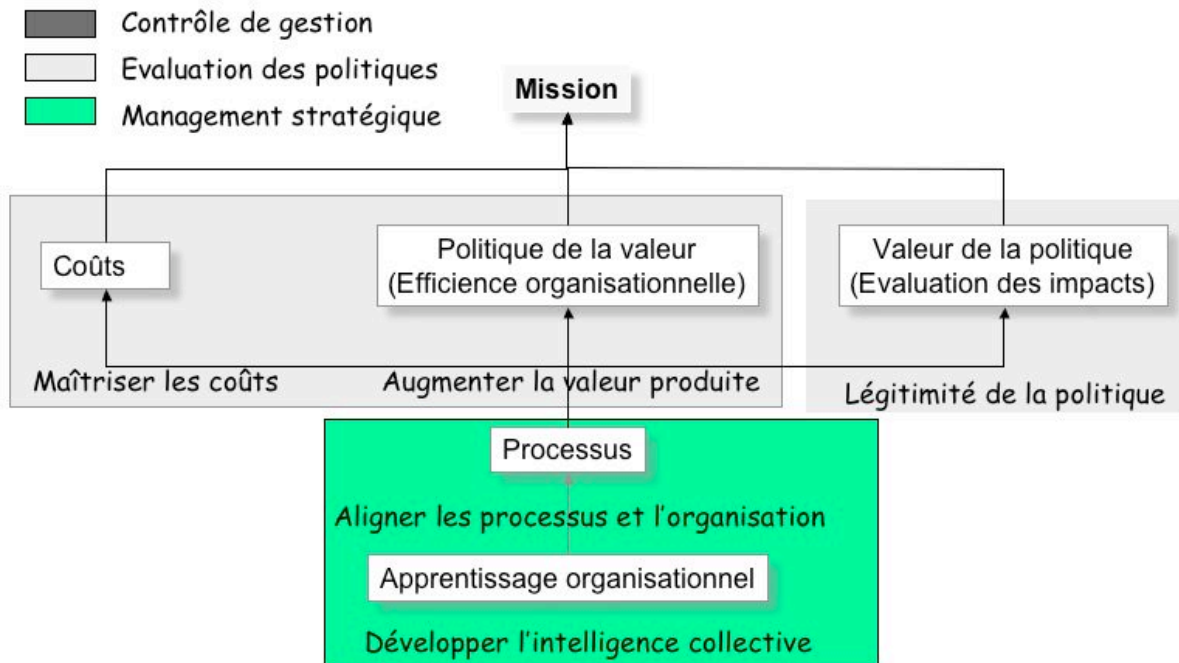 Contrôle de gestion
Evaluation des politiques
Management stratégique
Mission
Coûts
Politique de la valeur
(Efficience organisationnelle)
Valeur de la politique
(Evaluation des impacts)
Maîtriser les coûts
Augmenter la valeur produite
Légitimité de la politique
Processus
Aligner les processus et l'organisation
Apprentissage organisationnel
Développer l'intelligence collective